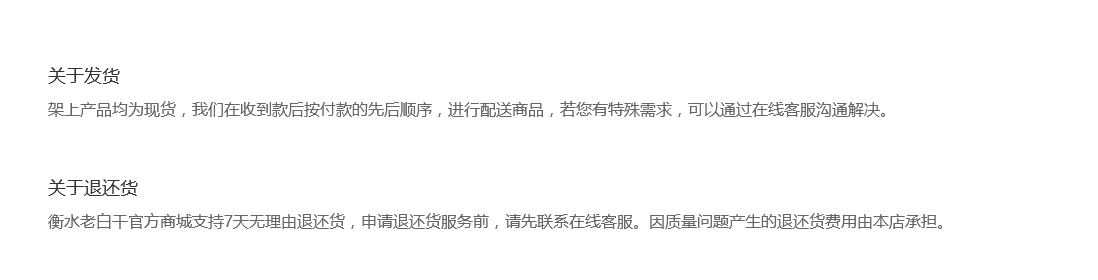 关于发货
架上产品均为现货，我们在收到款后按付款的先后顺序，进行配送商品，若您有特殊需求，可以通过在线客服沟通解决。
关于退还货
衡水老白干官方商城支持7天无理由退还货，申请退还货服务前，请先联系在线客服。因质量问题产生的退还货费用由本店承担。